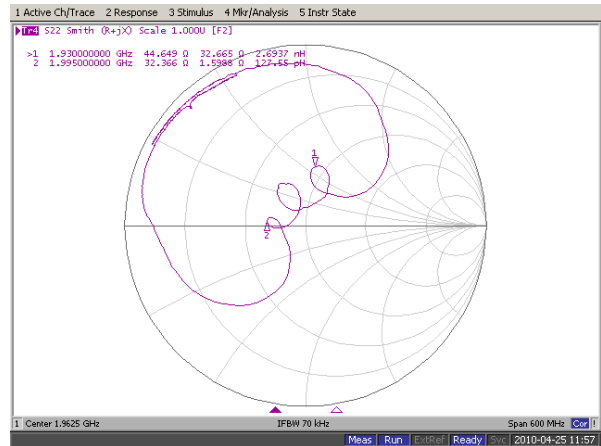 1 Active Ch/Trace 2 Response 3 Stimulus 4 Mkr/Analysis 5 Instr State
Tr4 S22 Smith (R+jX) Scale 1.000U [F2]
>1 1.930000000 GHz 44.649 Ω 32.665 Ω 2.6937 nH
2 1.995000000 GHz 32.366 Ω 1.5988 Ω 127.55 pH
1
2
1 Center 1.9625 GHz IFBW 70 kHz Span 600 MHz Cor !
Meas Run ExtRef Ready Svc 2010-04-25 11:57